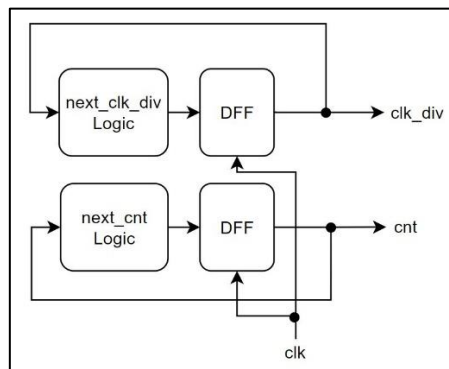 next_clk_div
Logic
DFF
clk_div
next_cnt
Logic
DFF
cnt
clk